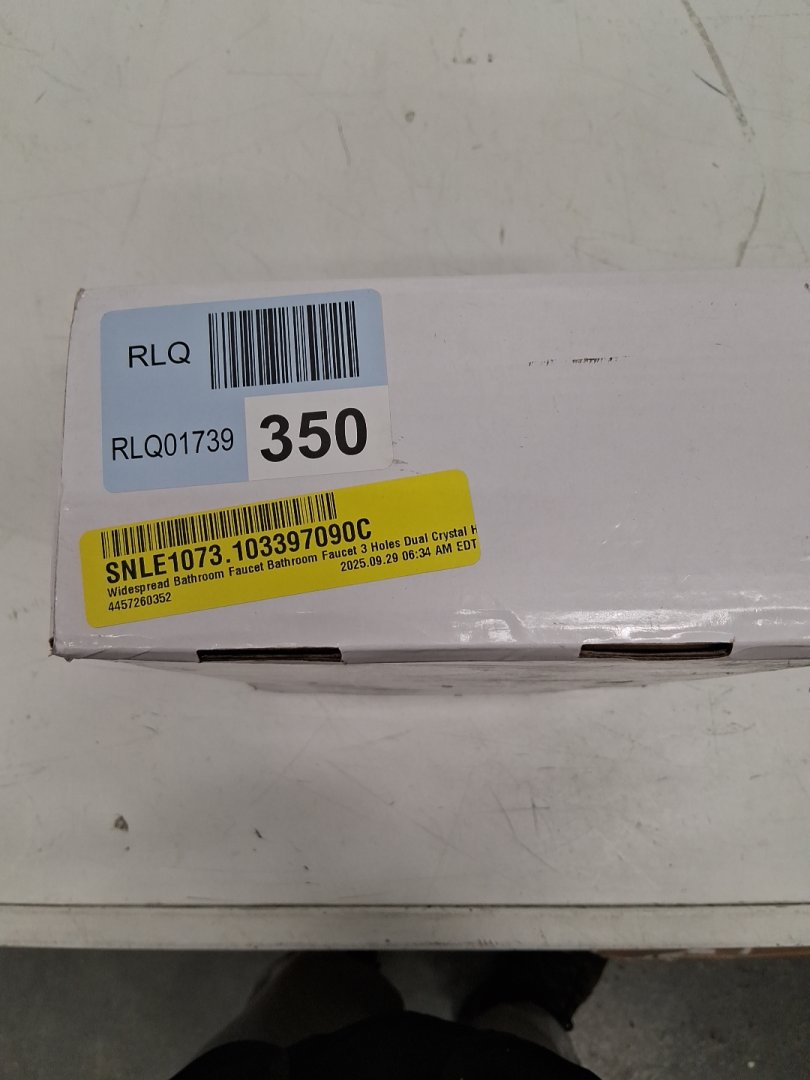 RLQ
RLQ01739
350
SNLE1073.103397090C
Widespread Bathroom Faucet Bathroom Faucet 3 Holes Dual Crystal H
2025.09.29 06:34 AM EDT
4457260352